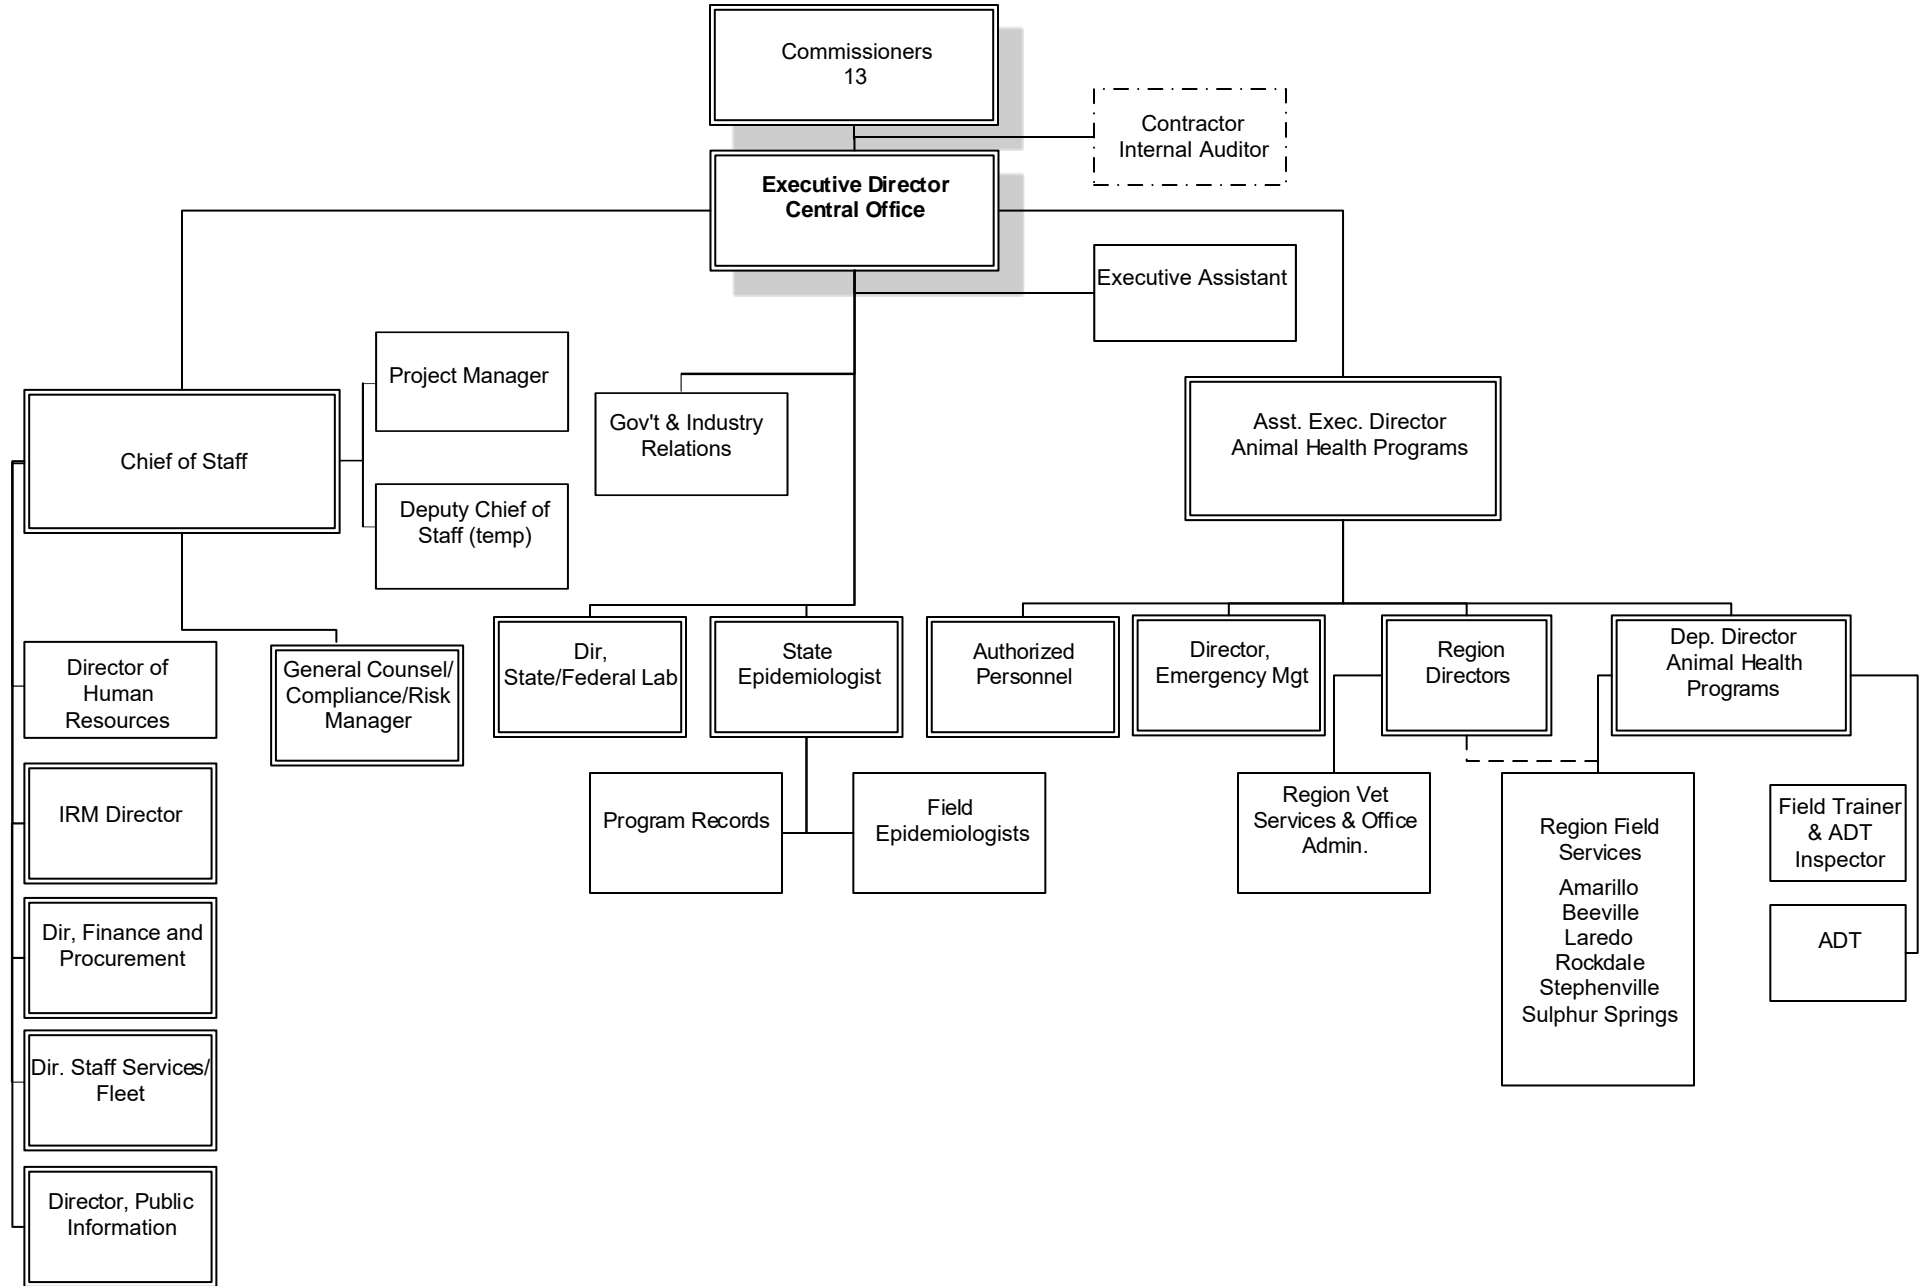 Commissioners
13
Contractor
Internal Auditor
Executive Director
Central Office
Executive Assistant
Project Manager
Gov't & Industry
Relations
Asst. Exec. Director
Animal Health Programs
Chief of Staff
Deputy Chief of
Staff (temp)
Director of
Human
Resources
General Counsel/
Compliance/Risk
Manager
Dir,
State/Federal Lab
State
Epidemiologist
Authorized
Personnel
Director,
Emergency Mgt
Region
Directors
Dep. Director
Animal Health
Programs
IRM Director
Program Records
Field
Epidemiologists
Region Vet
Services & Office
Admin.
Region Field
Services
Amarillo
Beeville
Laredo
Rockdale
Stephenville
Sulphur Springs
Field Trainer
& ADT
Inspector
ADT
Dir, Finance and
Procurement
Dir. Staff Services/
Fleet
Director, Public
Information